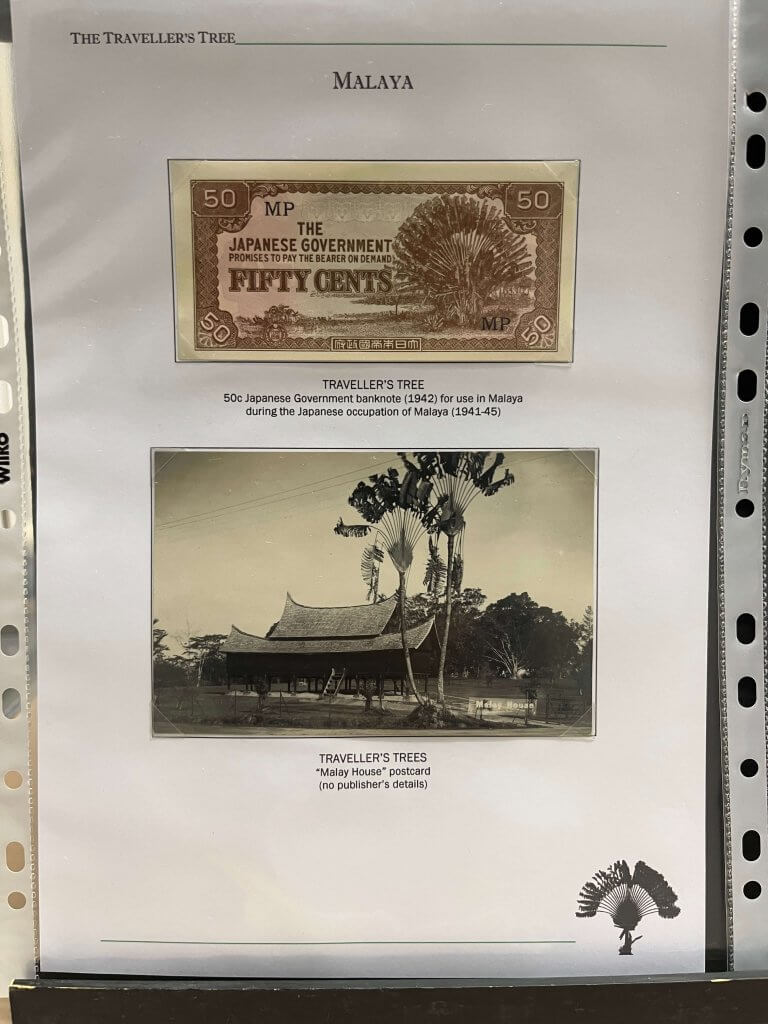 THE TRAVELLER'S TREE
MALAYA
50
50
MP
THE
JAPANESE GOVERNMENT
PROMISES TO PAY THE BEARER ON DEMAND
FIFTY CENTS
MP
50
50
府政國帝本日大
TRAVELLER'S TREE
50c Japanese Government banknote (1942) for use in Malaya
during the Japanese occupation of Malaya (1941-45)
Malay House
TRAVELLER'S TREES
“Malay House” postcard
(no publisher's details)
Wilko